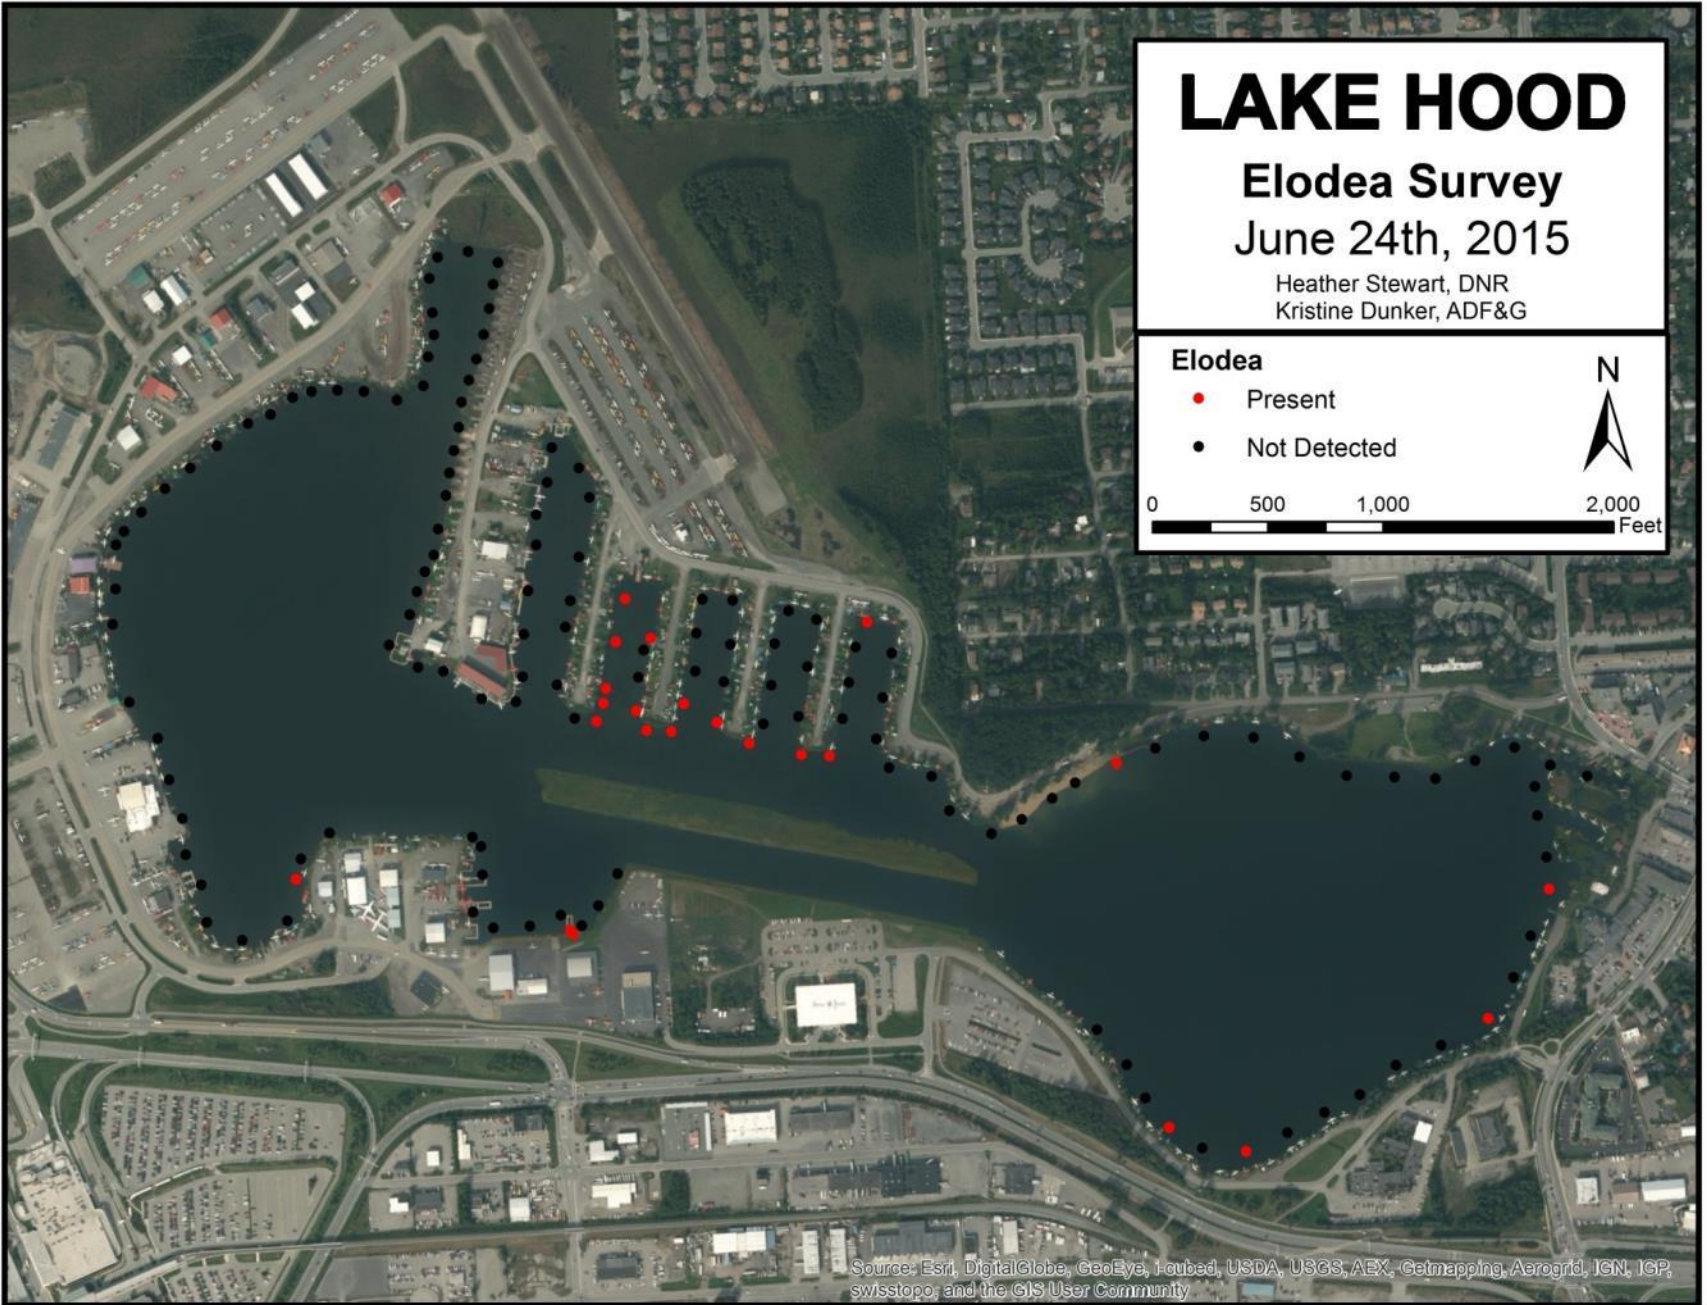 LAKE HOOD
Elodea Survey
June 24th, 2015
Heather Stewart, DNR
Kristine Dunker, ADF&G
Elodea
Present
Not Detected
N
0 500 1,000 2,000
Feet
Source: Esri, DigitalGlobe, GeoEye, i-cubed, USDA, USGS, AEX, Getmapping, Aerogrid, IGN, IGP,
swisstopo, and the GIS User Community